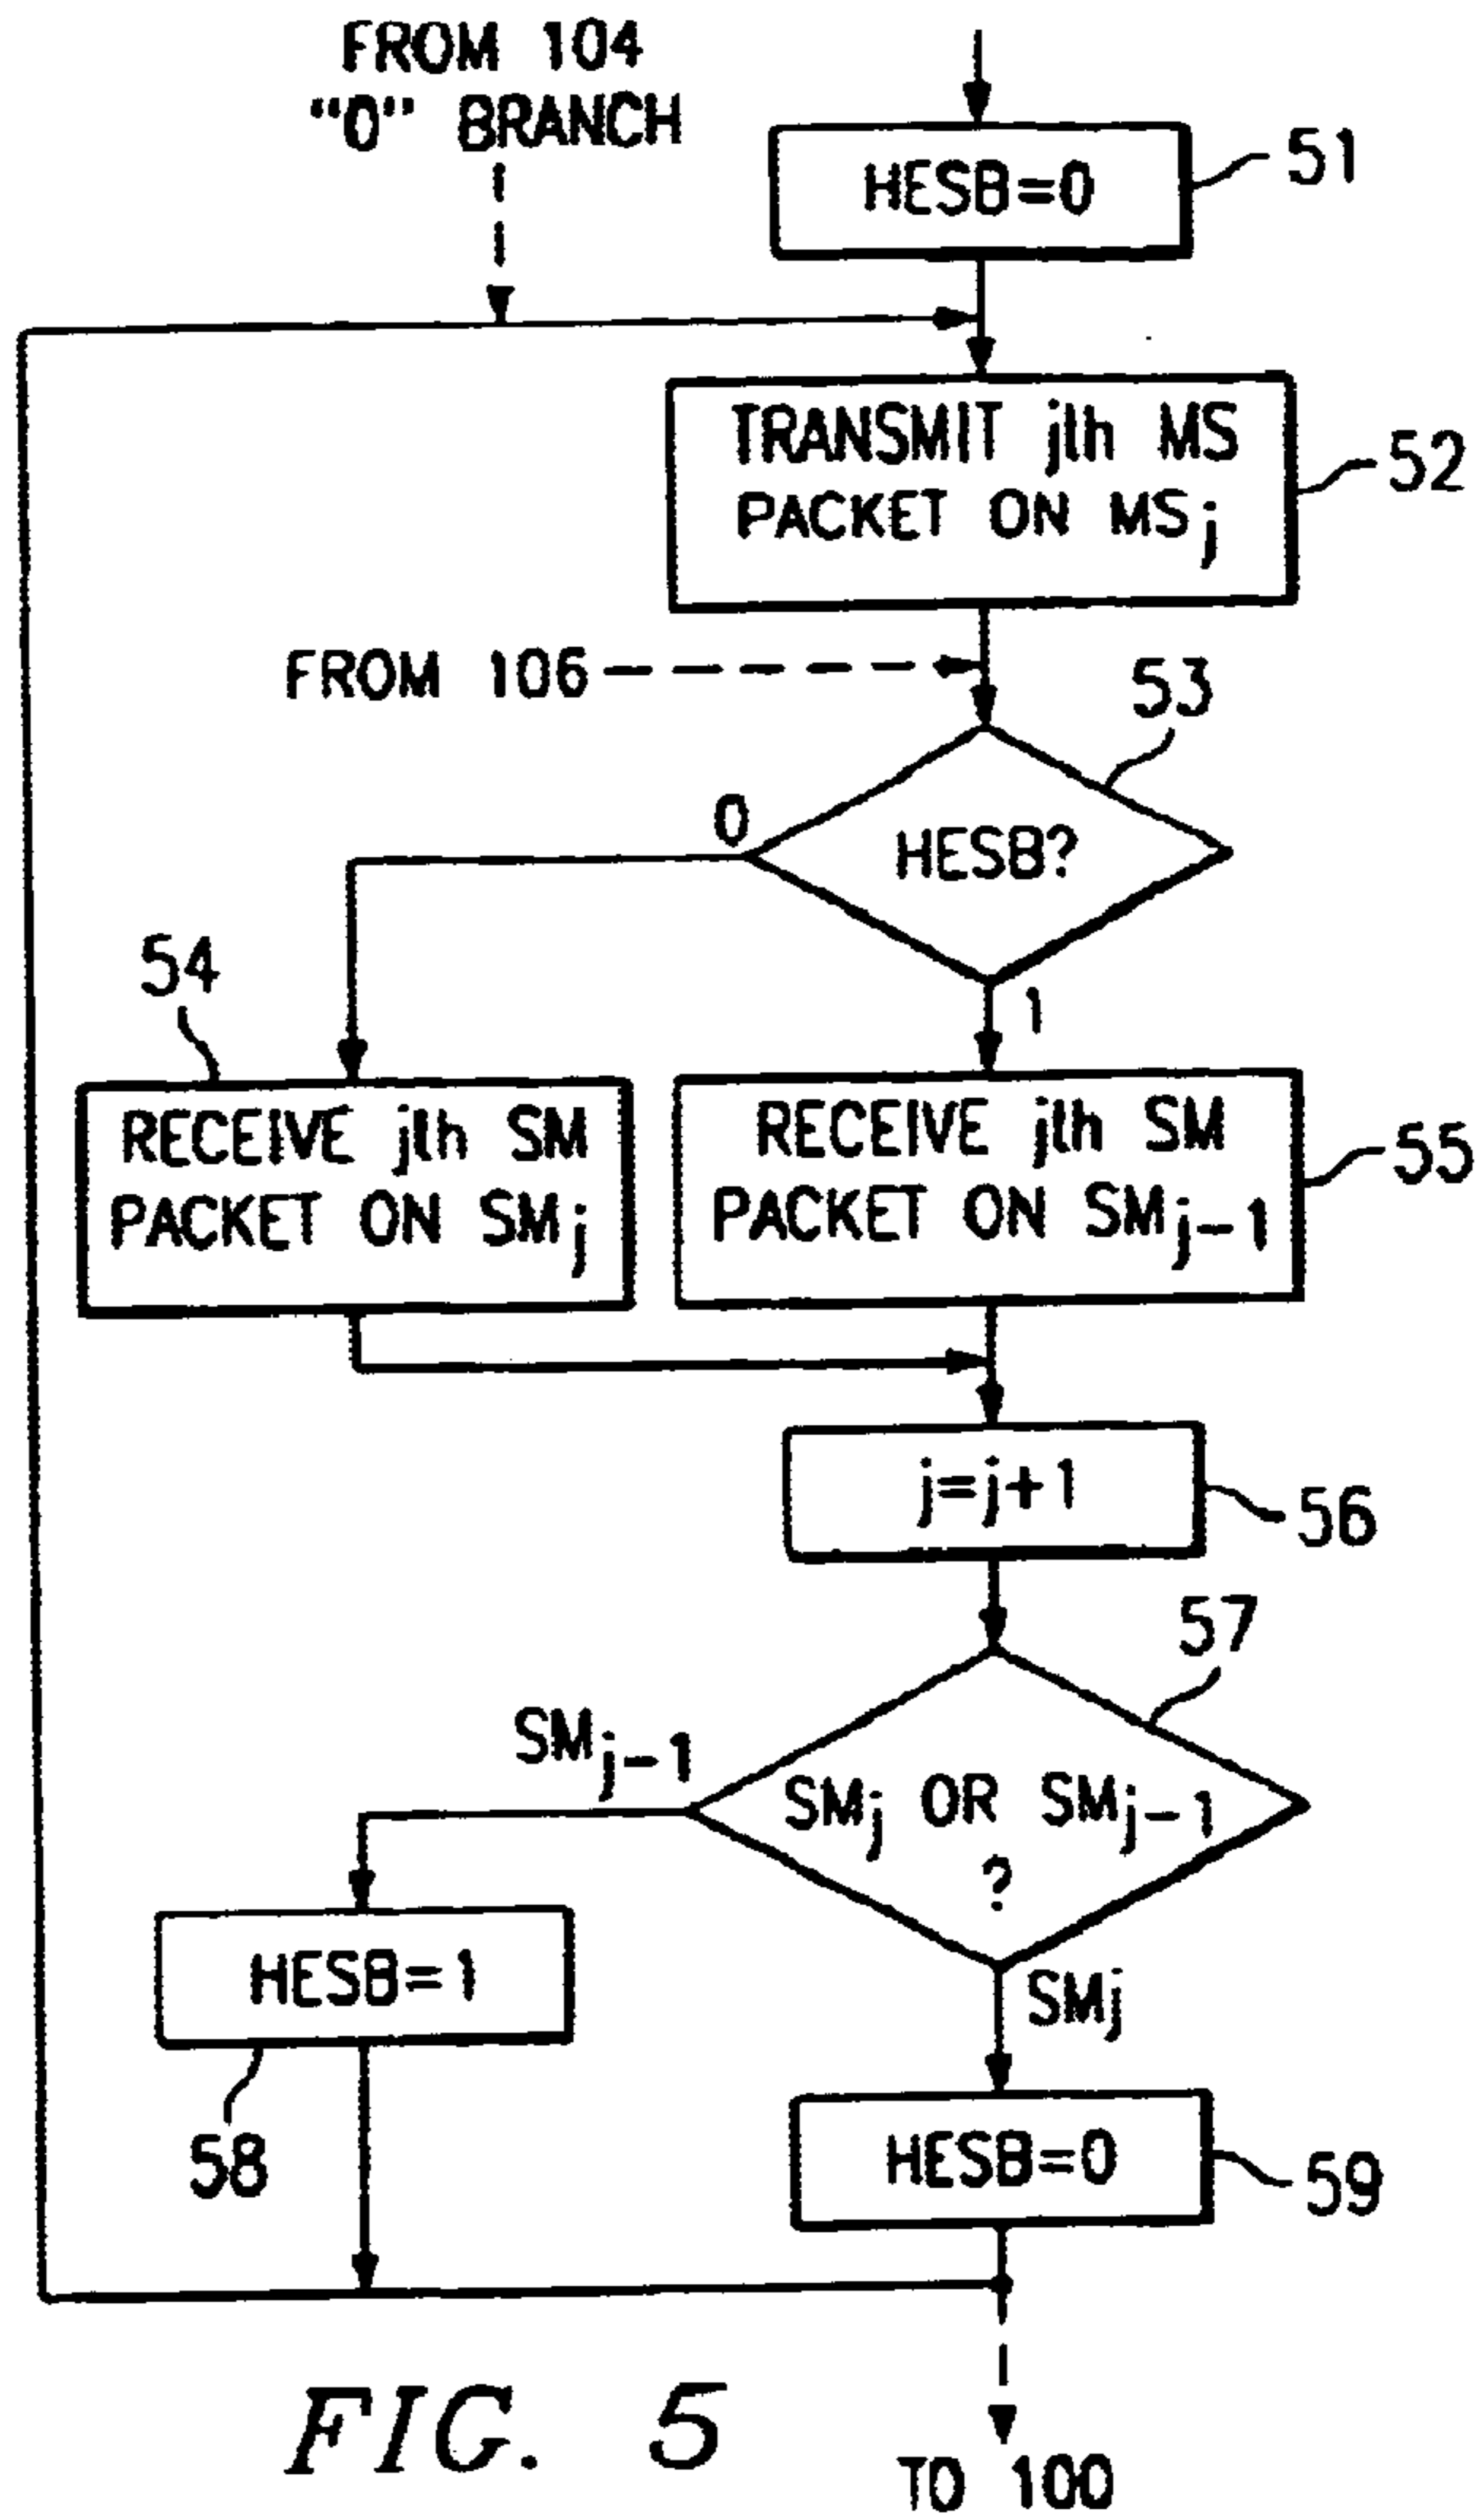 FROM 104
"0" BRANCH
HESB=0
51
TRANSMIT jth MS
PACKET ON MSj
52
FROM 106
53
HESB?
0
1
54
RECEIVE jth SM
PACKET ON SMj
RECEIVE jth SM
PACKET ON SMj-1
55
j=j+1
56
57
SMj-1
SMj OR SMj-1
?
SMj
HESB=1
58
HESB=0
59
TO 100
FIG. 5